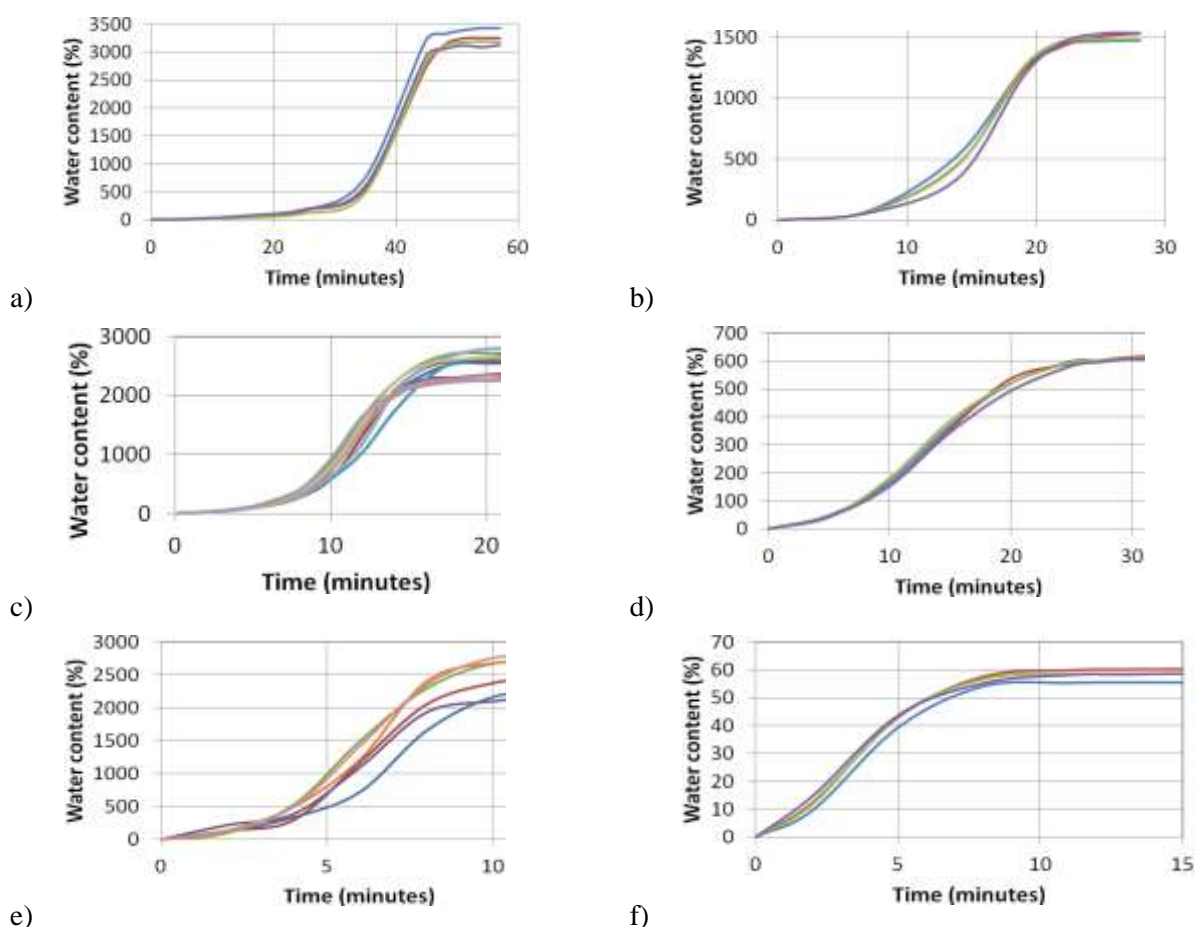 3500
3000
2500
2000
1500
1000
500
0
Water content (%)
0 20 40 60
Time (minutes)
a)
1500
1000
500
0
Water content (%)
0 10 20 30
Time (minutes)
b)
3000
2000
1000
0
Water content (%)
0 10 20
Time (minutes)
c)
700
600
500
400
300
200
100
0
Water content (%)
0 10 20 30
Time (minutes)
d)
3000
2500
2000
1500
1000
500
0
Water content (%)
0 5 10
Time (minutes)
e)
70
60
50
40
30
20
10
0
Water content (%)
0 5 10 15
Time (minutes)
f)